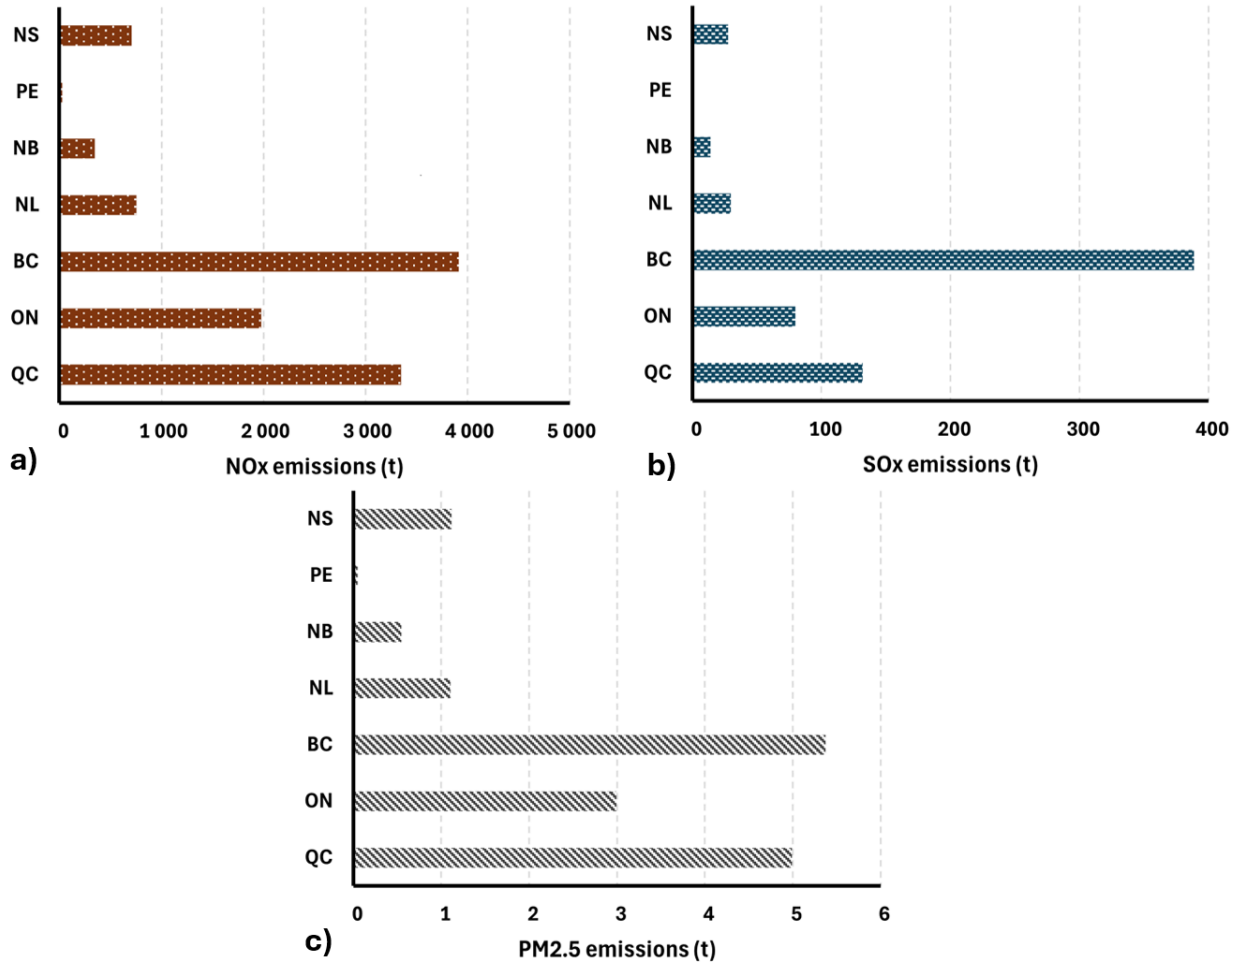 NS
PE
NB
NL
BC
ON
QC
0 1 000 2 000 3 000 4 000 5 000
a) NOx emissions (t)
NS
PE
NB
NL
BC
ON
QC
0 100 200 300 400
b) SOx emissions (t)
NS
PE
NB
NL
BC
ON
QC
0 1 2 3 4 5 6
c) PM2.5 emissions (t)